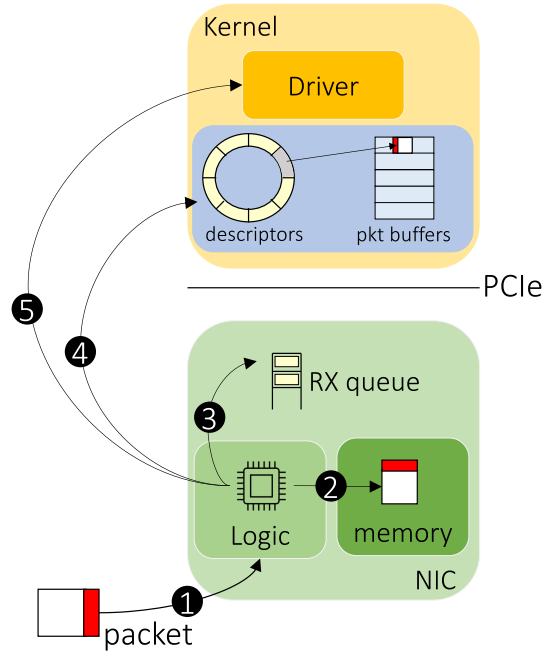 Kernel
Driver
descriptors
pkt buffers
PCIe
5
4
3
RX queue
2
Logic
memory
NIC
1
packet